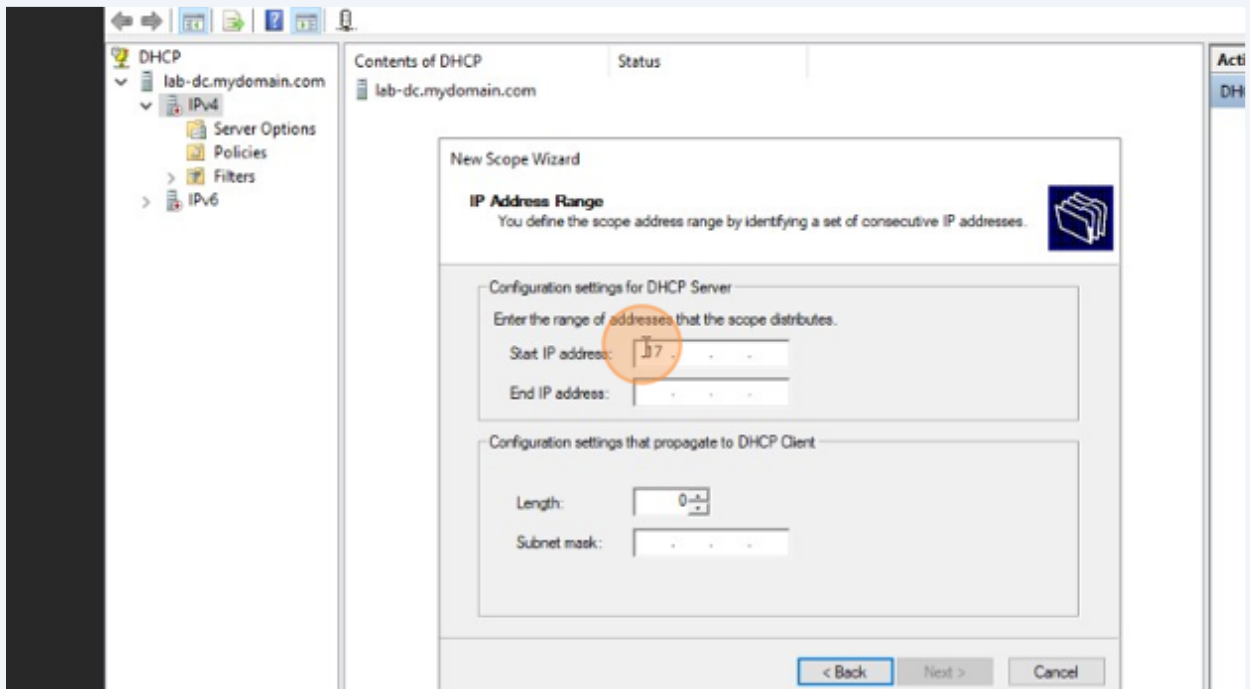 DHCP
lab-dc.mydomain.com
IPv4
Server Options
Policies
Filters
IPv6
Contents of DHCP Status
lab-dc.mydomain.com
Acti
DH
New Scope Wizard
IP Address Range
You define the scope address range by identifying a set of consecutive IP addresses.
Configuration settings for DHCP Server
Enter the range of addresses that the scope distributes.
Start IP address: 17 . . .
End IP address: . . .
Configuration settings that propagate to DHCP Client
Length: 0
Subnet mask: . . .
< Back Next > Cancel